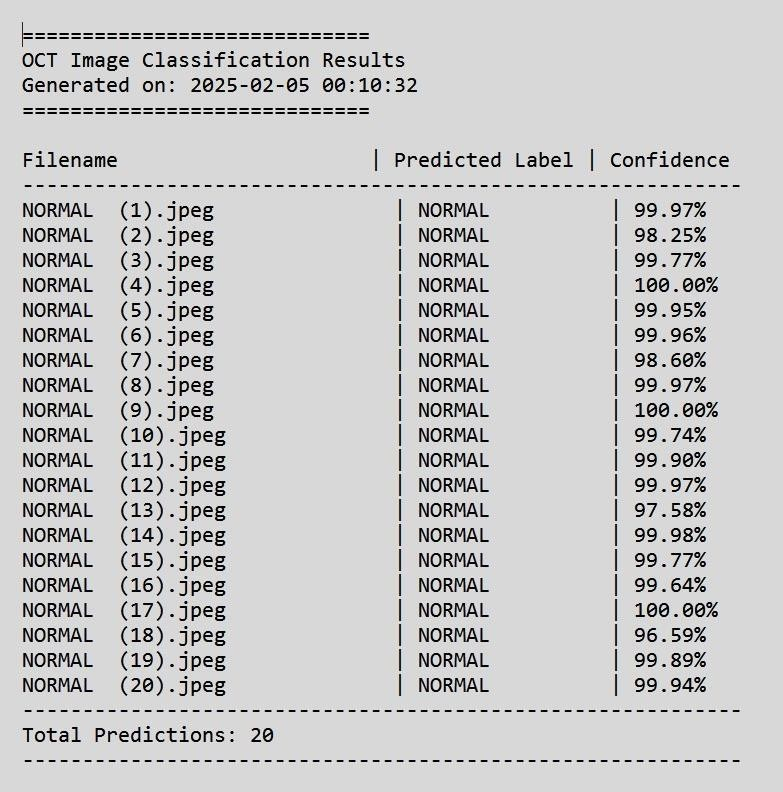 =============================
OCT Image Classification Results
Generated on: 2025-02-05 00:10:32
=============================

Filename                     | Predicted Label | Confidence
------------------------------------------------------------
NORMAL  (1).jpeg               | NORMAL          | 99.97%
NORMAL  (2).jpeg               | NORMAL          | 98.25%
NORMAL  (3).jpeg               | NORMAL          | 99.77%
NORMAL  (4).jpeg               | NORMAL          | 100.00%
NORMAL  (5).jpeg               | NORMAL          | 99.95%
NORMAL  (6).jpeg               | NORMAL          | 99.96%
NORMAL  (7).jpeg               | NORMAL          | 98.60%
NORMAL  (8).jpeg               | NORMAL          | 99.97%
NORMAL  (9).jpeg               | NORMAL          | 100.00%
NORMAL  (10).jpeg              | NORMAL          | 99.74%
NORMAL  (11).jpeg              | NORMAL          | 99.90%
NORMAL  (12).jpeg              | NORMAL          | 99.97%
NORMAL  (13).jpeg              | NORMAL          | 97.58%
NORMAL  (14).jpeg              | NORMAL          | 99.98%
NORMAL  (15).jpeg              | NORMAL          | 99.77%
NORMAL  (16).jpeg              | NORMAL          | 99.64%
NORMAL  (17).jpeg              | NORMAL          | 100.00%
NORMAL  (18).jpeg              | NORMAL          | 96.59%
NORMAL  (19).jpeg              | NORMAL          | 99.89%
NORMAL  (20).jpeg              | NORMAL          | 99.94%
------------------------------------------------------------
Total Predictions: 20
------------------------------------------------------------